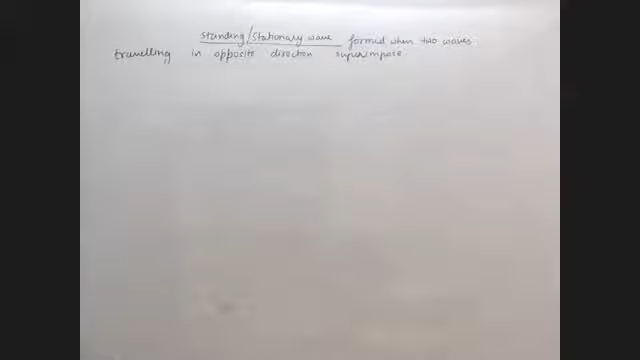 standing/stationary wave formed when two waves
travelling in opposite direction superimpose